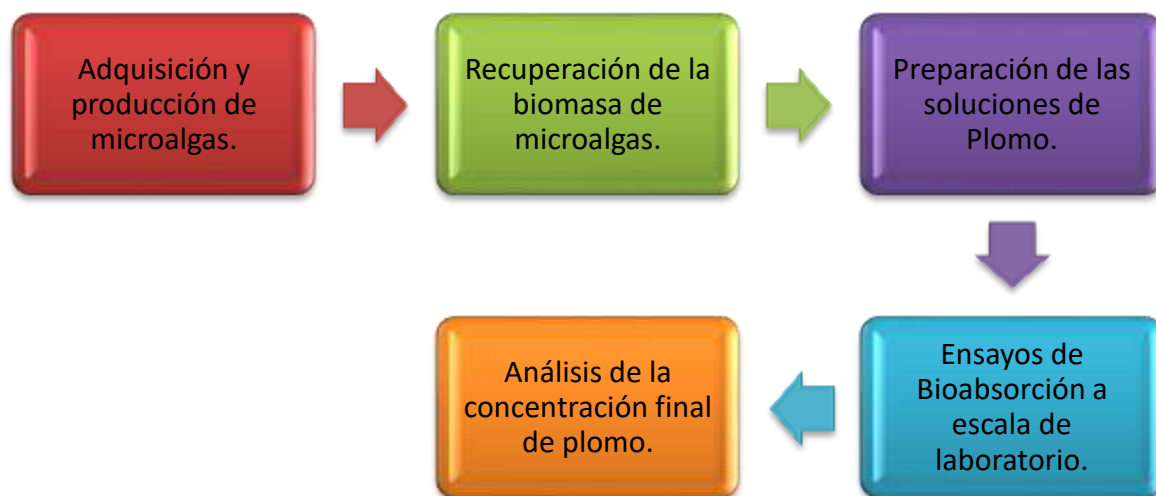 Adquisición y
producción de
microalgas.
Recuperación de la
biomasa de
microalgas.
Preparación de las
soluciones de
Plomo.
Ensayos de
Bioabsorción a
escala de
laboratorio.
Análisis de la
concentración final
de plomo.